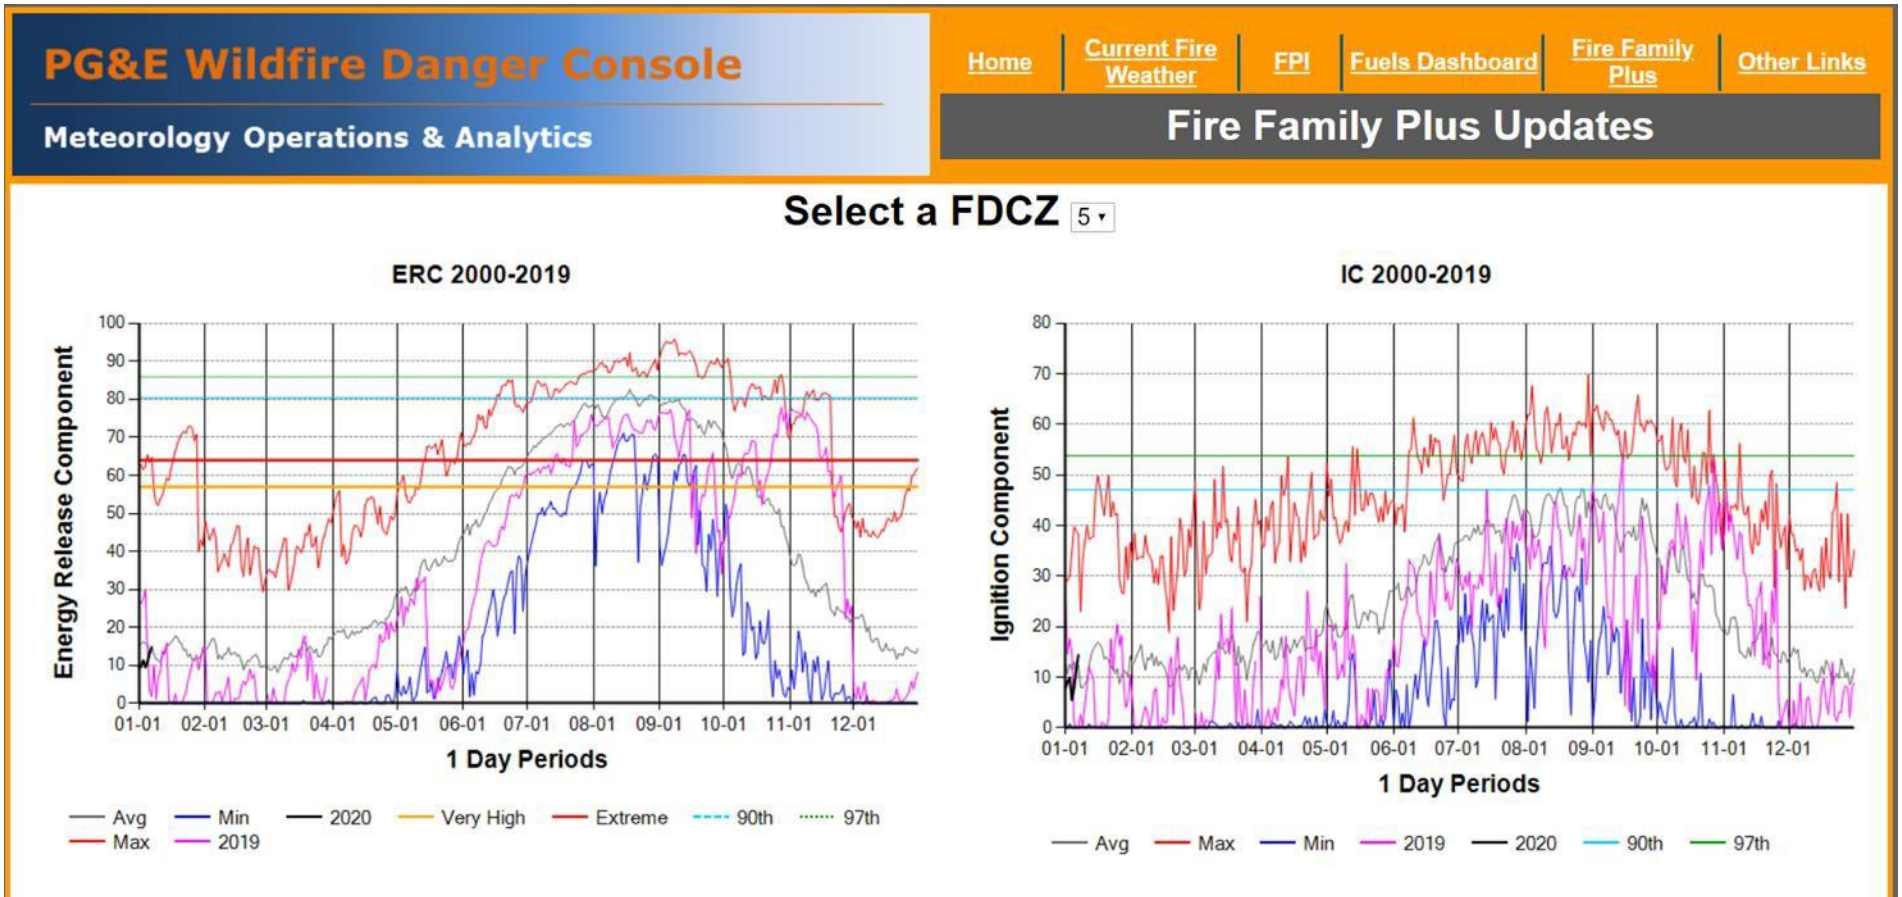 PG&E Wildfire Danger Console
Meteorology Operations & Analytics
Home
Current Fire
Weather
FPI
Fuels Dashboard
Fire Family
Plus
Other Links
Fire Family Plus Updates
Select a FDCZ 5
ERC 2000-2019
Energy Release Component
100
90
80
70
60
50
40
30
20
10
0
01-01 02-01 03-01 04-01 05-01 06-01 07-01 08-01 09-01 10-01 11-01 12-01
1 Day Periods
Avg Min 2020 Very High Extreme 90th 97th
Max 2019
IC 2000-2019
Ignition Component
80
70
60
50
40
30
20
10
0
01-01 02-01 03-01 04-01 05-01 06-01 07-01 08-01 09-01 10-01 11-01 12-01
1 Day Periods
Avg Max Min 2019 2020 90th 97th